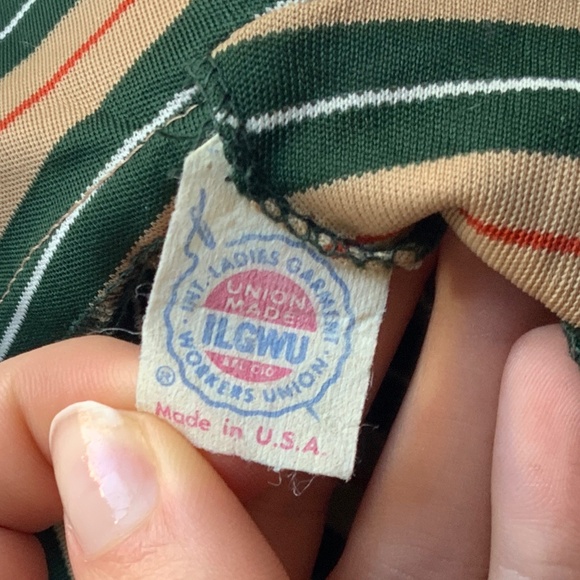 INT. LADIES GARMENT
UNION
MADE
ILGWU
AFL CIO
WORKERS UNION
®
Made in U.S.A.